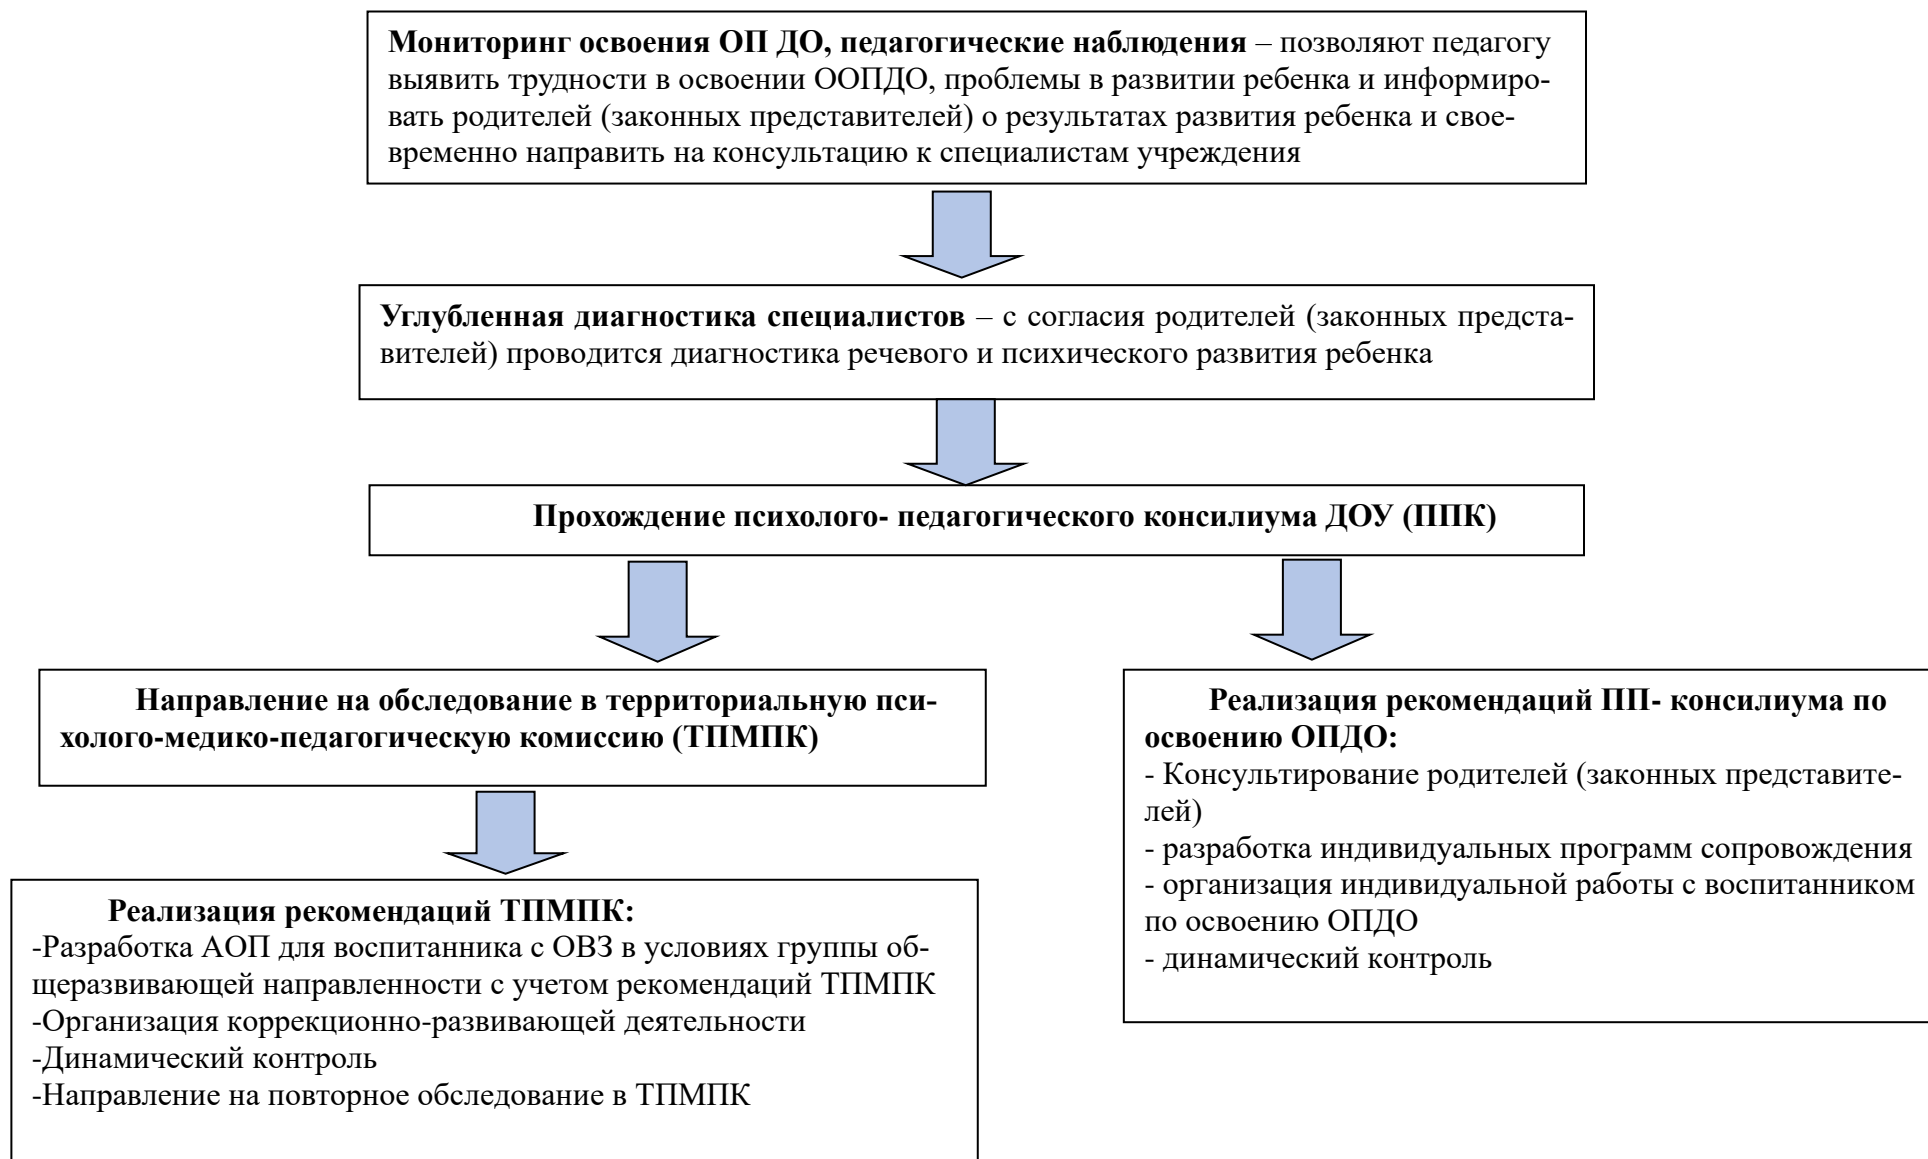 Мониторинг освоения ОП ДО, педагогические наблюдения – позволяют педагогу
выявить трудности в освоении ООПДО, проблемы в развитии ребенка и информиро-
вать родителей (законных представителей) о результатах развития ребенка и свое-
временно направить на консультацию к специалистам учреждения
Углубленная диагностика специалистов – с согласия родителей (законных предста-
вителей) проводится диагностика речевого и психического развития ребенка
Прохождение психолого- педагогического консилиума ДОУ (ППК)
Направление на обследование в территориальную пси-
холого-медико-педагогическую комиссию (ТПМПК)
Реализация рекомендаций ТПМПК:
-Разработка АОП для воспитанника с ОВЗ в условиях группы об-
щеразвивающей направленности с учетом рекомендаций ТПМПК
-Организация коррекционно-развивающей деятельности
-Динамический контроль
-Направление на повторное обследование в ТПМПК
Реализация рекомендаций ПП- консилиума по
освоению ОПДО:
- Консультирование родителей (законных представите-
лей)
- разработка индивидуальных программ сопровождения
- организация индивидуальной работы с воспитанником
по освоению ОПДО
- динамический контроль